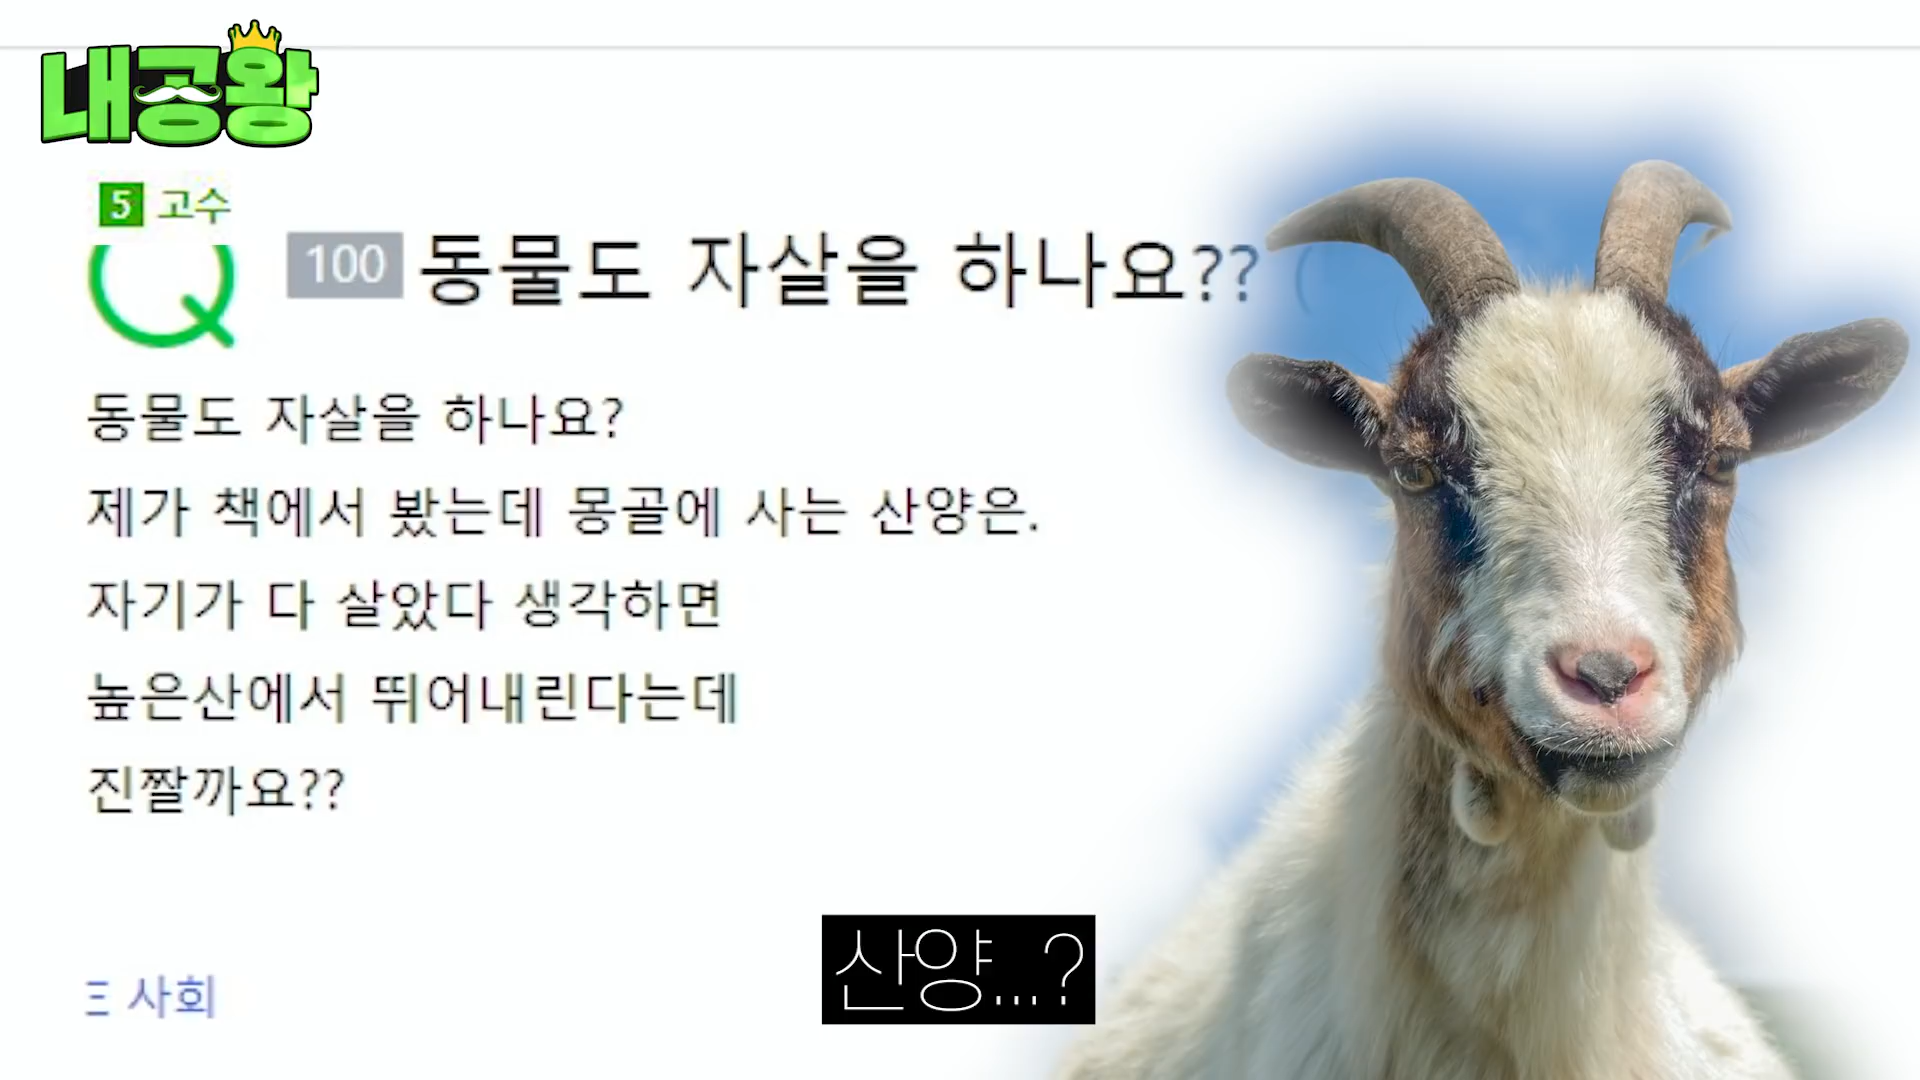 내공왕
5 고수
Q 100 동물도 자살을 하나요??
동물도 자살을 하나요?
제가 책에서 봤는데 몽골에 사는 산양은.
자기가 다 살았다 생각하면
높은산에서 뛰어내린다는데
진짤까요??
산양...?
사회